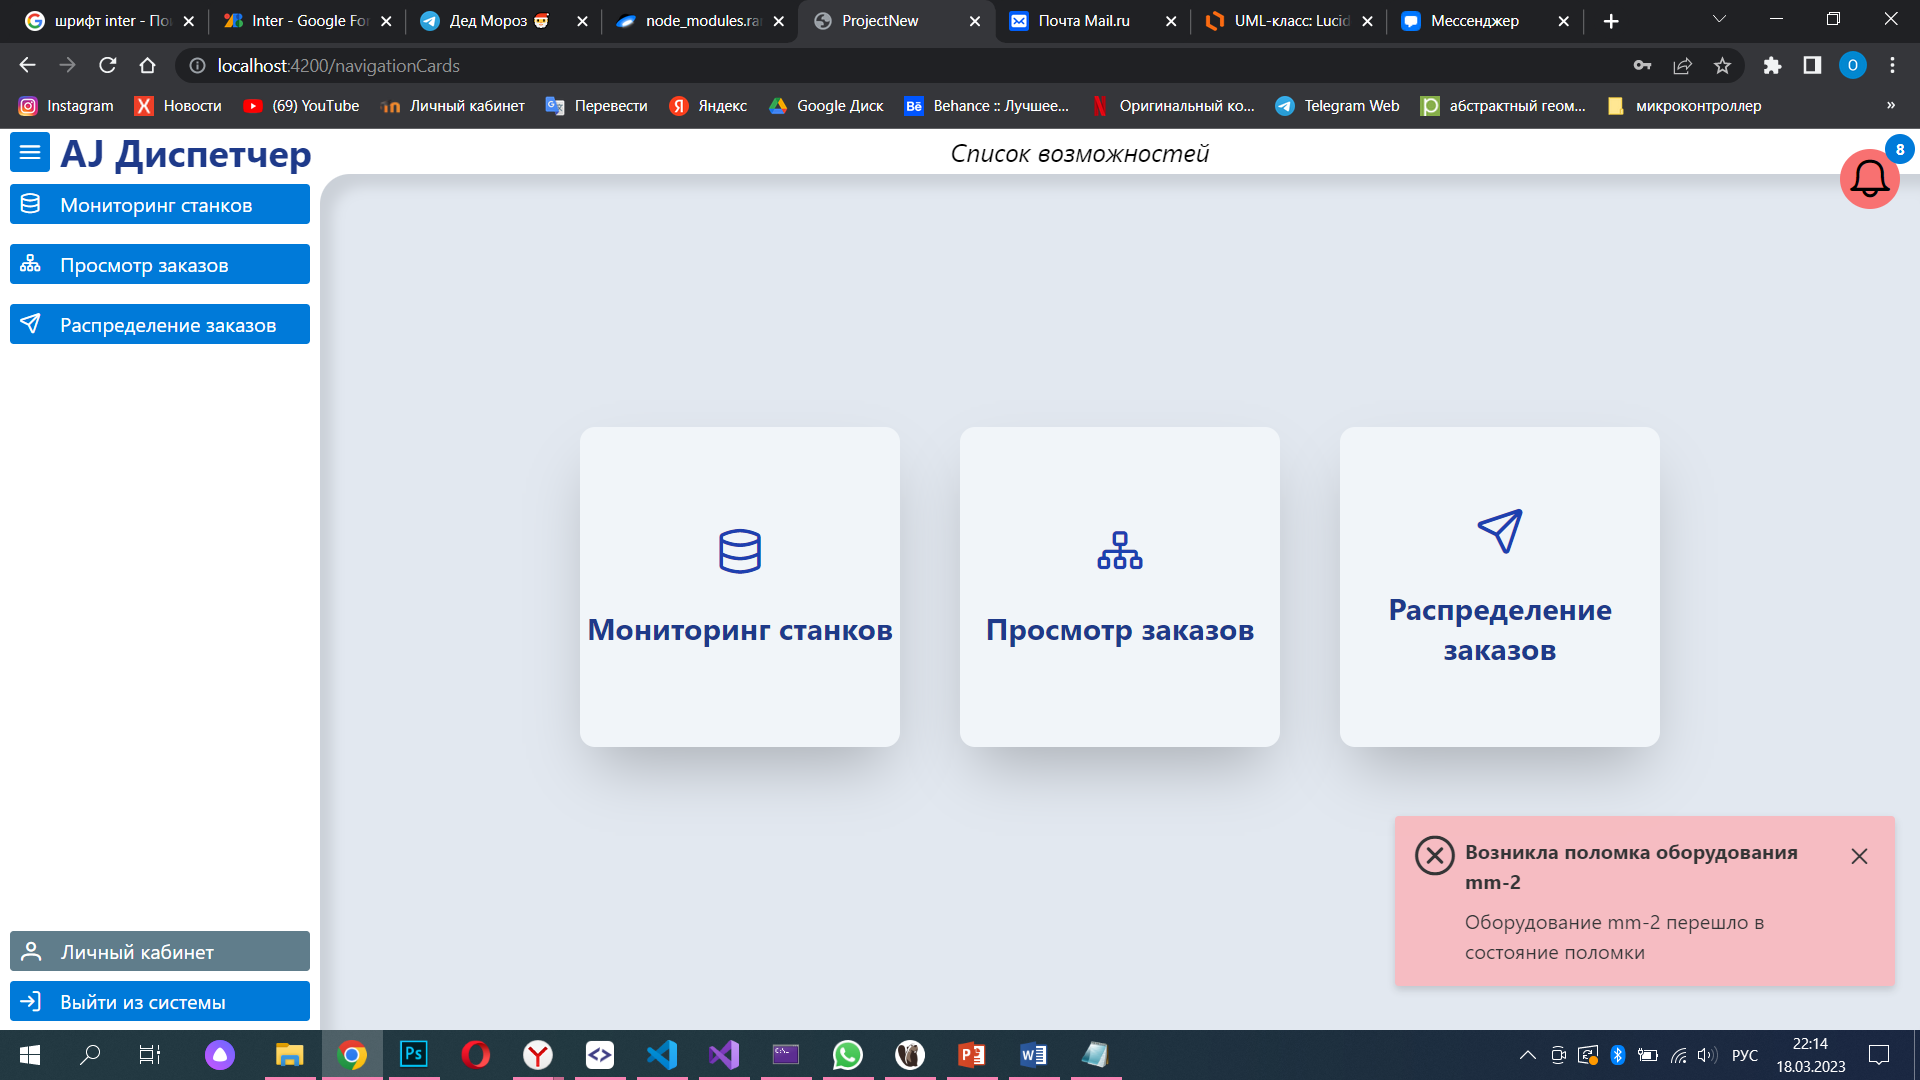 шрифт inter - По
Inter - Google Fo
Дед Мороз 🎅
node_modules.ra
ProjectNew
Почта Mail.ru
UML-класс: Lucid
Мессенджер
localhost:4200/navigationCards
O
Instagram
X
Новости
(69) YouTube
Личный кабинет
Перевести
Я
Яндекс
Google Диск
Bē
Behance :: Лучшее...
Оригинальный ко...
Telegram Web
абстрактный геом...
микроконтроллер
»
AJ Диспетчер
Список возможностей
8
Мониторинг станков
Просмотр заказов
Распределение заказов
Мониторинг станков
Просмотр заказов
Распределение
заказов
Возникла поломка оборудования
mm-2
Оборудование mm-2 перешло в
состояние поломки
Личный кабинет
Выйти из системы
Ps
РУС
22:14
18.03.2023